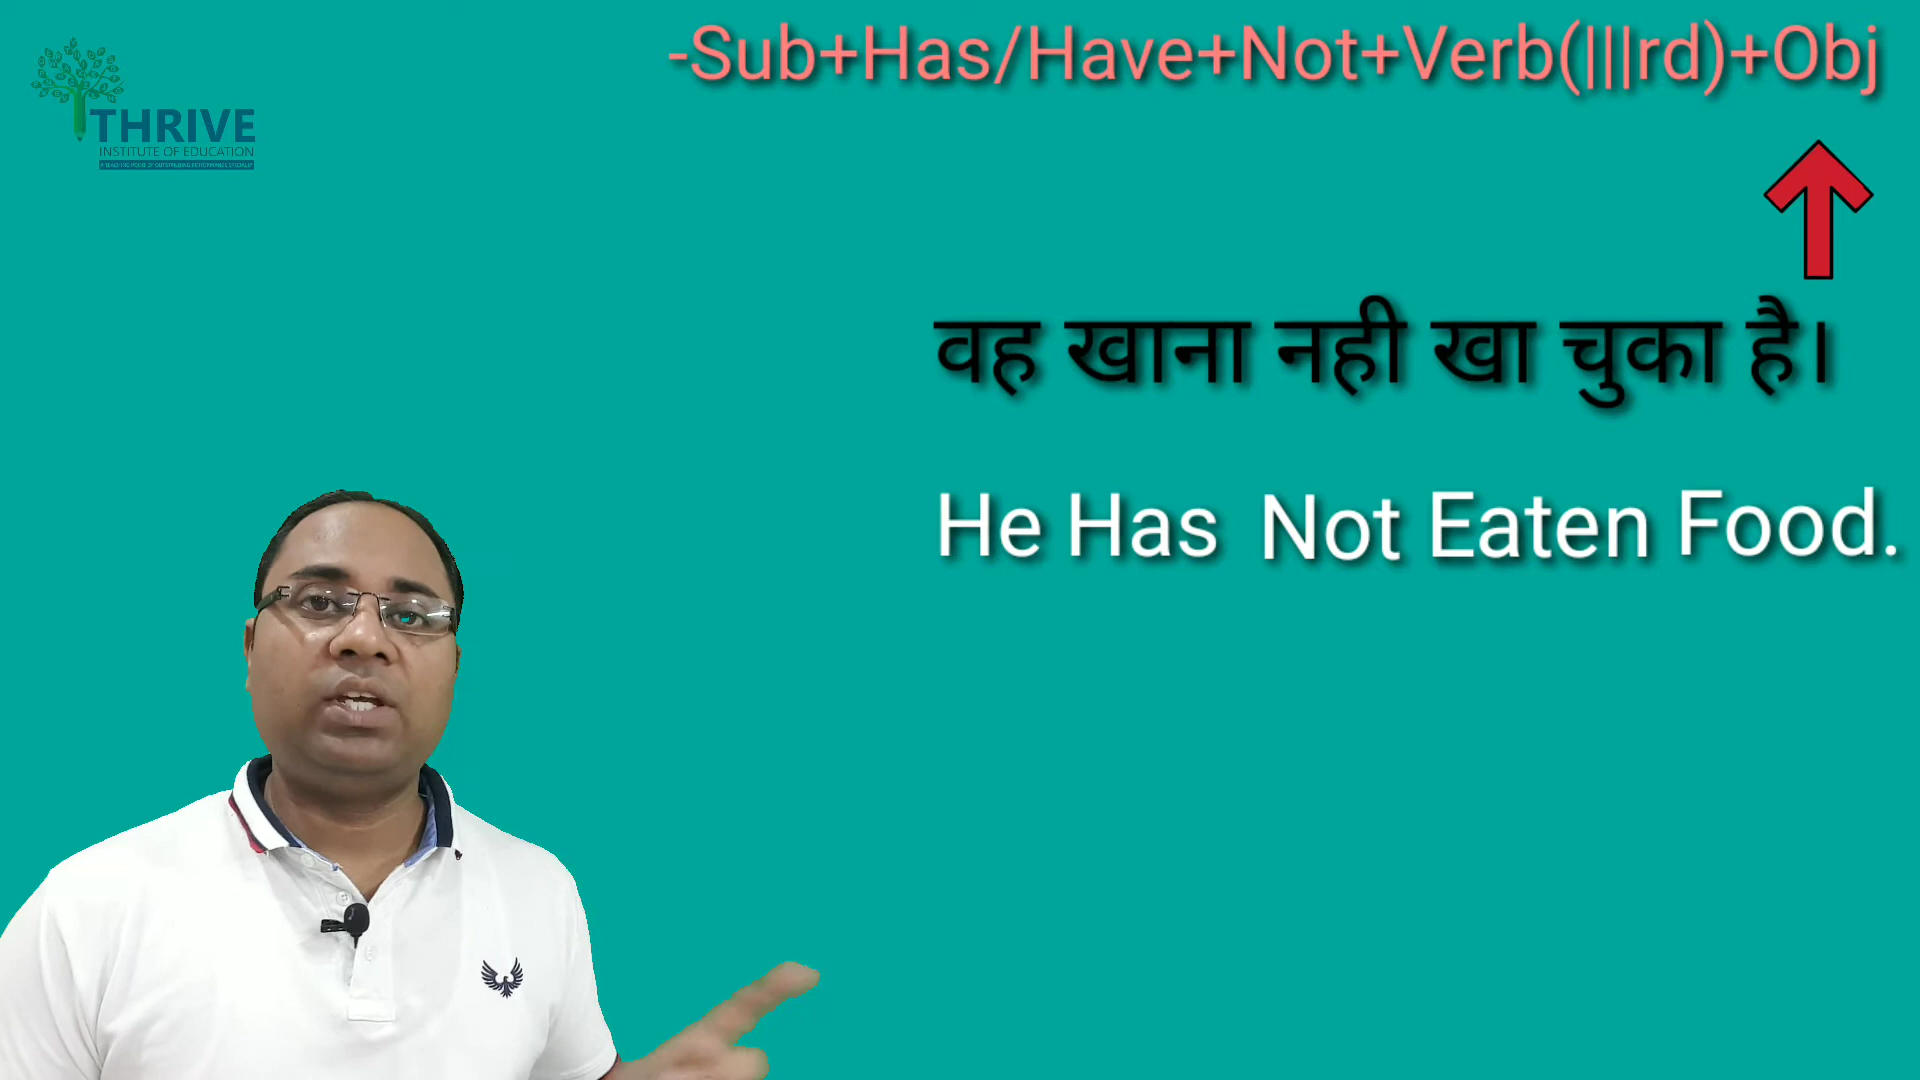 -Sub+Has/Have+Not+Verb(|||rd)+Obj
THRIVE
INSTITUTE OF EDUCATION
वह खाना नही खा चुका है।
He Has Not Eaten Food.